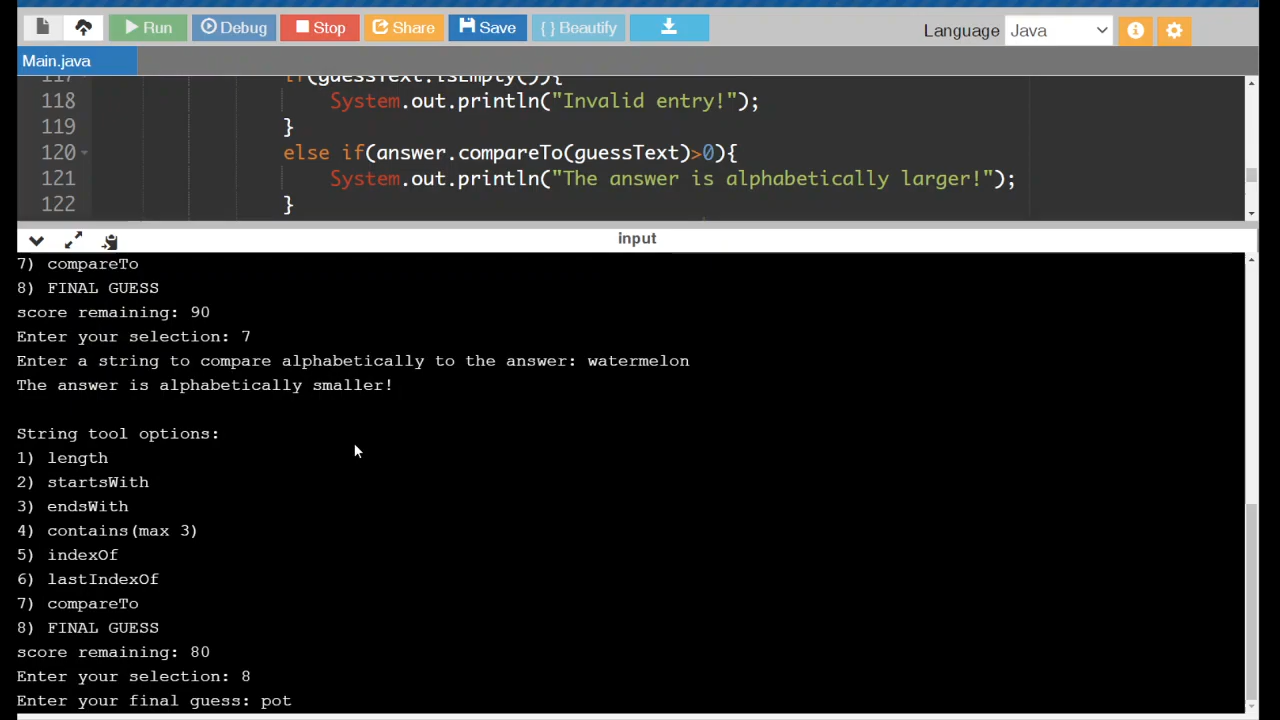 Run Debug Stop Share Save { } Beautify Language Java
Main.java
117 if(guessText.isEmpty()){
118 System.out.println("Invalid entry!");
119 }
120 else if(answer.compareTo(guessText)>0){
121 System.out.println("The answer is alphabetically larger!");
122 }
input
7) compareTo
8) FINAL GUESS
score remaining: 90
Enter your selection: 7
Enter a string to compare alphabetically to the answer: watermelon
The answer is alphabetically smaller!
String tool options:
1) length
2) startsWith
3) endsWith
4) contains(max 3)
5) indexOf
6) lastIndexOf
7) compareTo
8) FINAL GUESS
score remaining: 80
Enter your selection: 8
Enter your final guess: pot